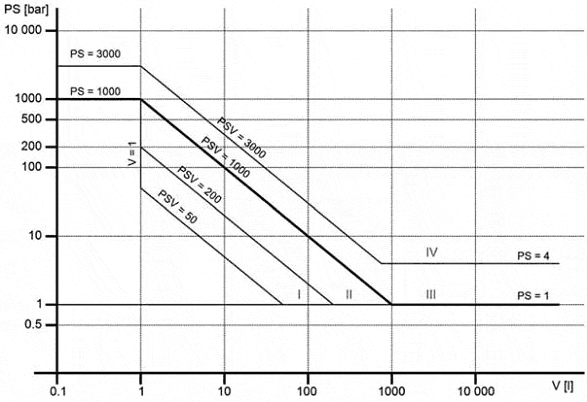 PS [bar]
10 000
PS = 3000
1000
PS = 1000
500
200
100
V = 1
PSV = 3000
PSV = 1000
PSV = 200
PSV = 50
10
IV
PS = 4
1
I
II
III
PS = 1
0.5
0.1
1
10
100
1000
10 000
V [l]